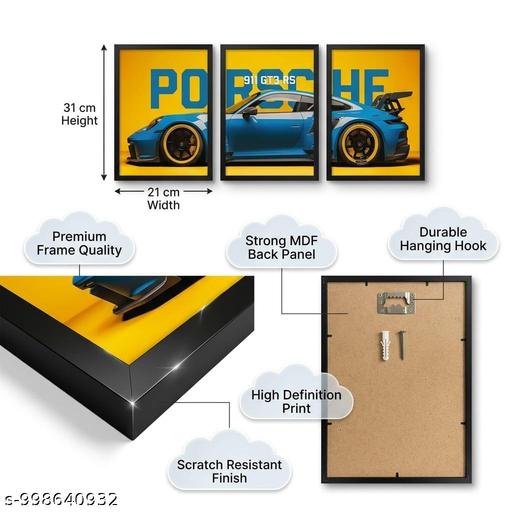 PORSCHE
911 GT3 RS
31 cm
Height
21 cm
Width
Premium
Frame Quality
Strong MDF
Back Panel
Durable
Hanging Hook
High Definition
Print
Scratch Resistant
Finish
s-998640932